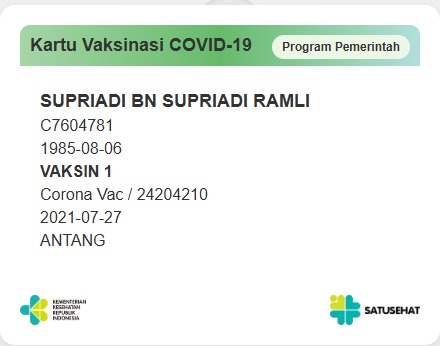 Kartu Vaksinasi COVID-19
Program Pemerintah
SUPRIADI BN SUPRIADI RAMLI
C7604781
1985-08-06
VAKSIN 1
Corona Vac / 24204210
2021-07-27
ANTANG
KEMENTERIAN
KESEHATAN
REPUBLIK
INDONESIA
SATUSEHAT